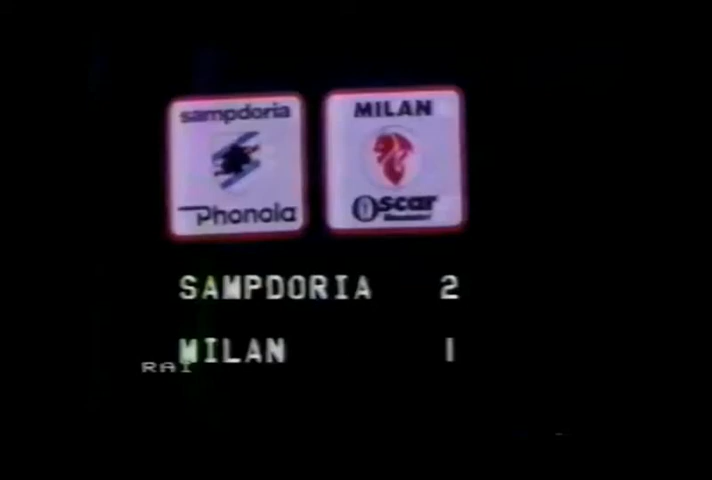 sampdoria
Phonola
MILAN
Oscar
SAMPDORIA 2
MILAN 1
RAI